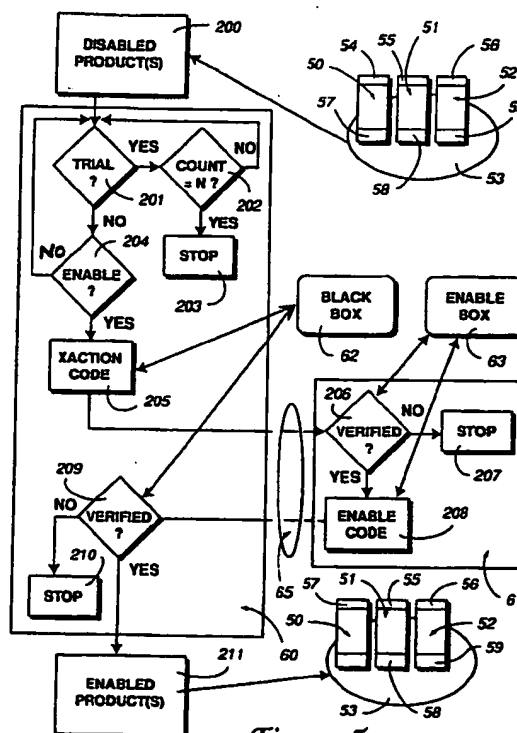 200
DISABLED
PRODUCT(S)
54
55
51
56
50
52
57
58
53
TRIAL
?
201
YES
COUNT
= N ?
202
NO
NO
YES
STOP
203
NO
204
ENABLE
?
YES
XACTION
CODE
205
BLACK
BOX
62
ENABLE
BOX
63
206
VERIFIED
?
NO
STOP
207
YES
ENABLE
CODE
208
209
VERIFIED
?
NO
YES
STOP
210
65
60
6
57
51
55
56
50
52
59
58
53
211
ENABLED
PRODUCT(S)